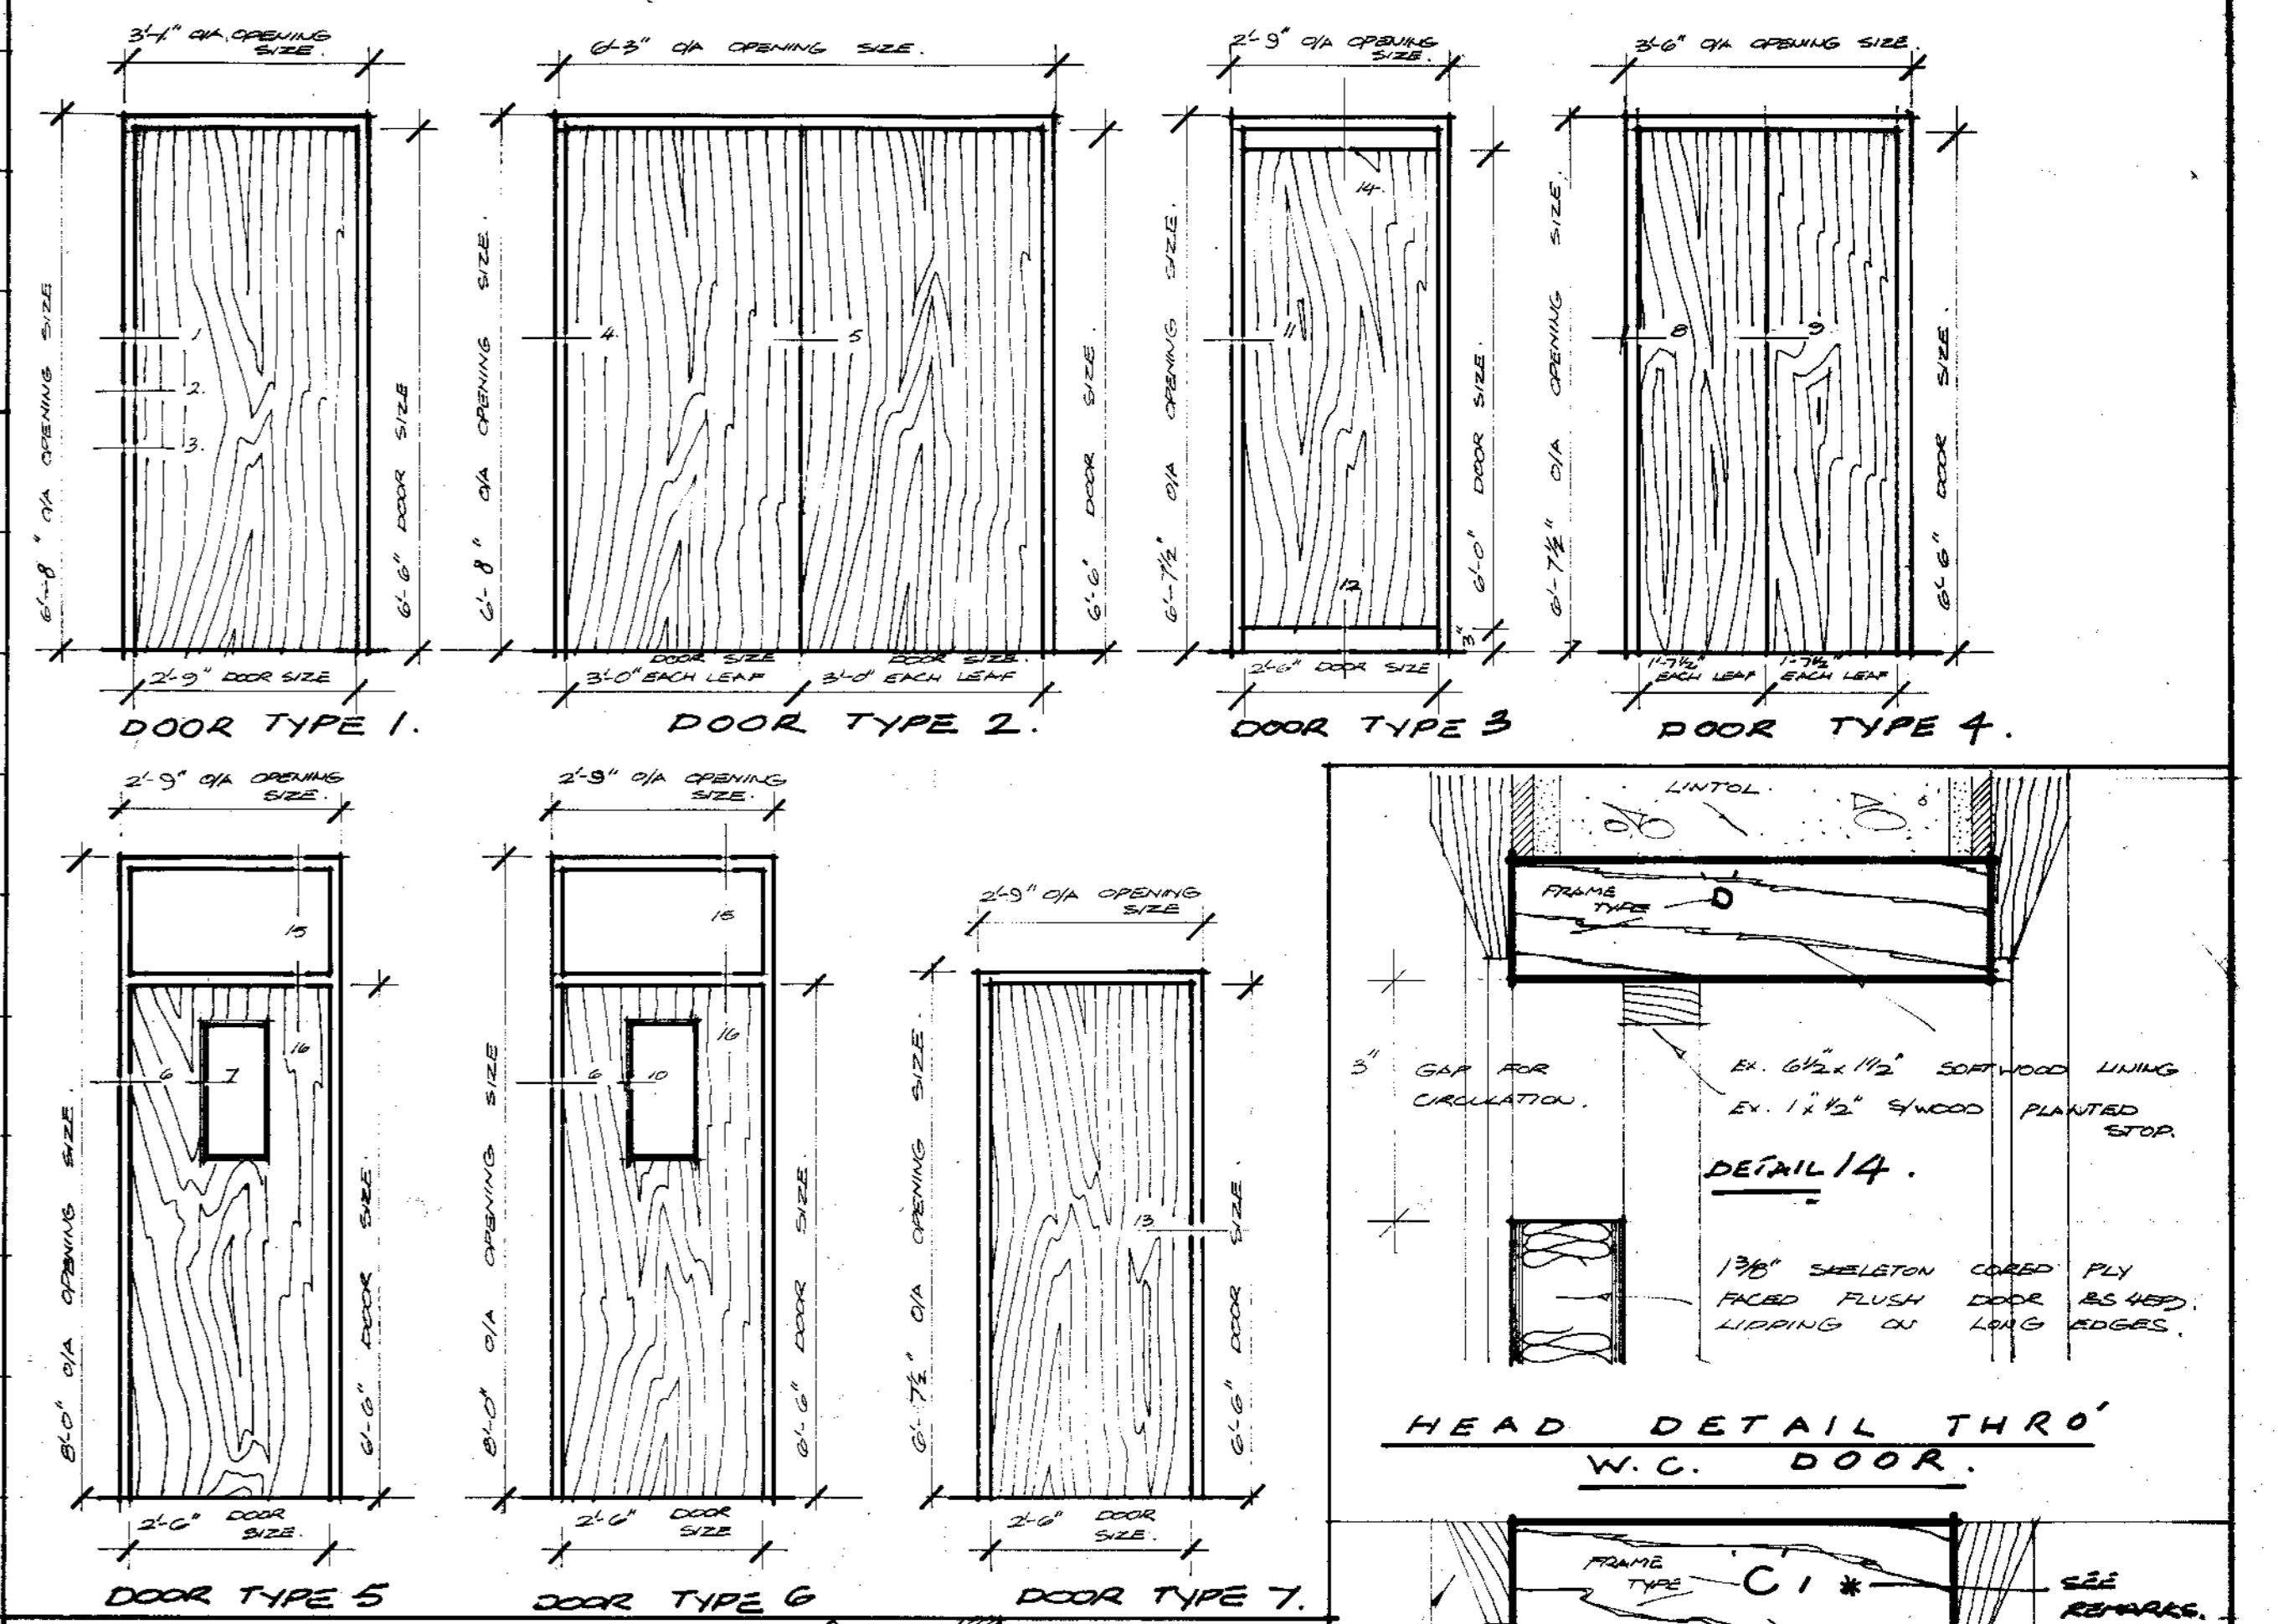 3'-1" O/A OPENING
SIZE.
6'-8" O/A OPENING SIZE
1
2.
3.
6'-6" DOOR SIZE
2'-9" DOOR SIZE
DOOR TYPE 1.
6'-3" O/A OPENING SIZE.
6'-8" O/A OPENING SIZE.
4.
5
6'-6" DOOR SIZE.
DOOR SIZE
3'-0" EACH LEAF
DOOR SIZE.
3'-0" EACH LEAF
DOOR TYPE 2.
2'-9" O/A OPENING
SIZE.
6'-7½" O/A OPENING SIZE.
14.
11
12
6'-0" DOOR SIZE.
3"
2'-6" DOOR SIZE
DOOR TYPE 3
3'-6" O/A OPENING SIZE.
6'-7½" O/A OPENING SIZE.
8
9
6'-6" DOOR SIZE.
1'-7½"
EACH LEAF
1'-7½"
EACH LEAF
DOOR TYPE 4.
2'-9" O/A OPENING
SIZE.
8'-0" O/A OPENING SIZE.
15
16
6
7
6'-6" DOOR SIZE.
2'-6" DOOR
SIZE.
DOOR TYPE 5
2'-9" O/A OPENING
SIZE.
8'-0" O/A OPENING SIZE
15
16
6
10
6'-6" DOOR SIZE.
2'-6" DOOR
SIZE
DOOR TYPE 6
2'-9" O/A OPENING
SIZE
6'-7½" O/A OPENING SIZE.
13
6'-6" DOOR SIZE.
2'-6" DOOR
SIZE.
DOOR TYPE 7.
LINTOL.
FRAME
TYPE
D
3" GAP FOR
CIRCULATION.
EX. 6½" x 1½" SOFTWOOD LINING
EX. 1" x ½" S/WOOD PLANTED
STOP.
DETAIL 14.
1 3/8" SKELETON CORED PLY
FACED FLUSH DOOR BS 459.
LIPPING ON LONG EDGES.
HEAD DETAIL THRO'
W.C. DOOR.
FRAME
TYPE
C1 *
SEE
REMARKS.